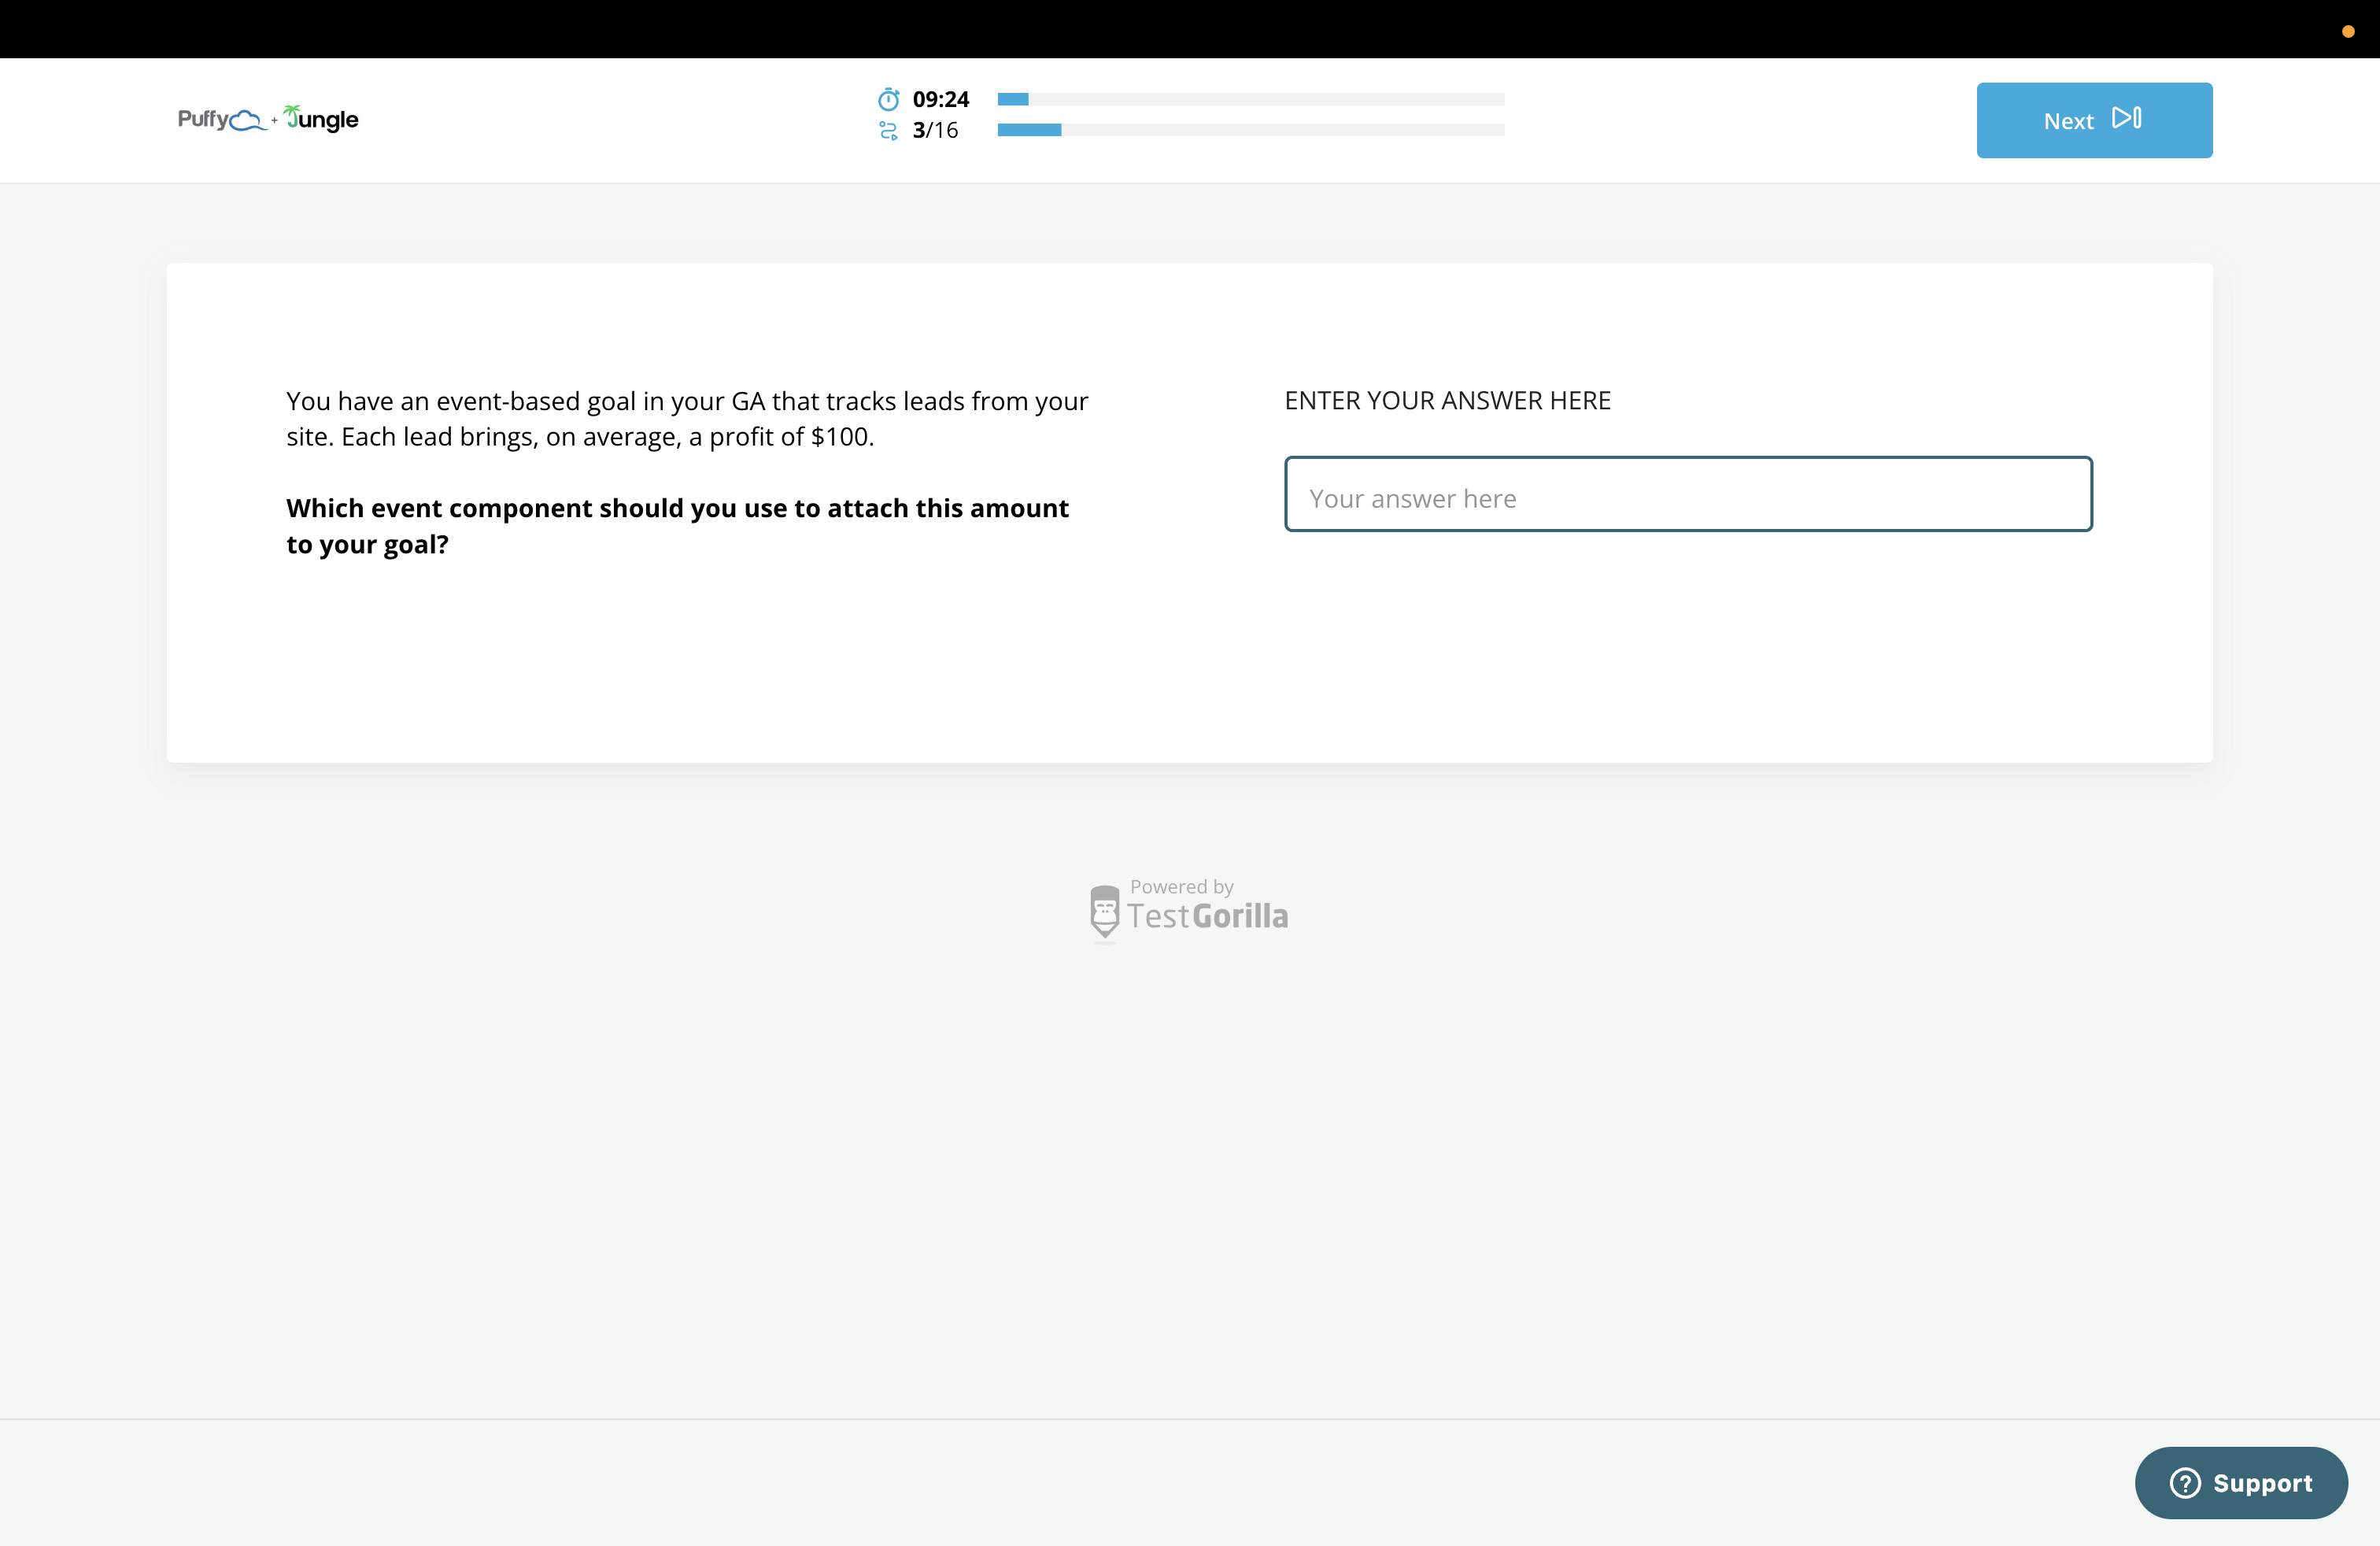 Puffy + Jungle
09:24
3/16
Next
You have an event-based goal in your GA that tracks leads from your
site. Each lead brings, on average, a profit of $100.
Which event component should you use to attach this amount
to your goal?
ENTER YOUR ANSWER HERE
Your answer here
Powered by
TestGorilla
Support